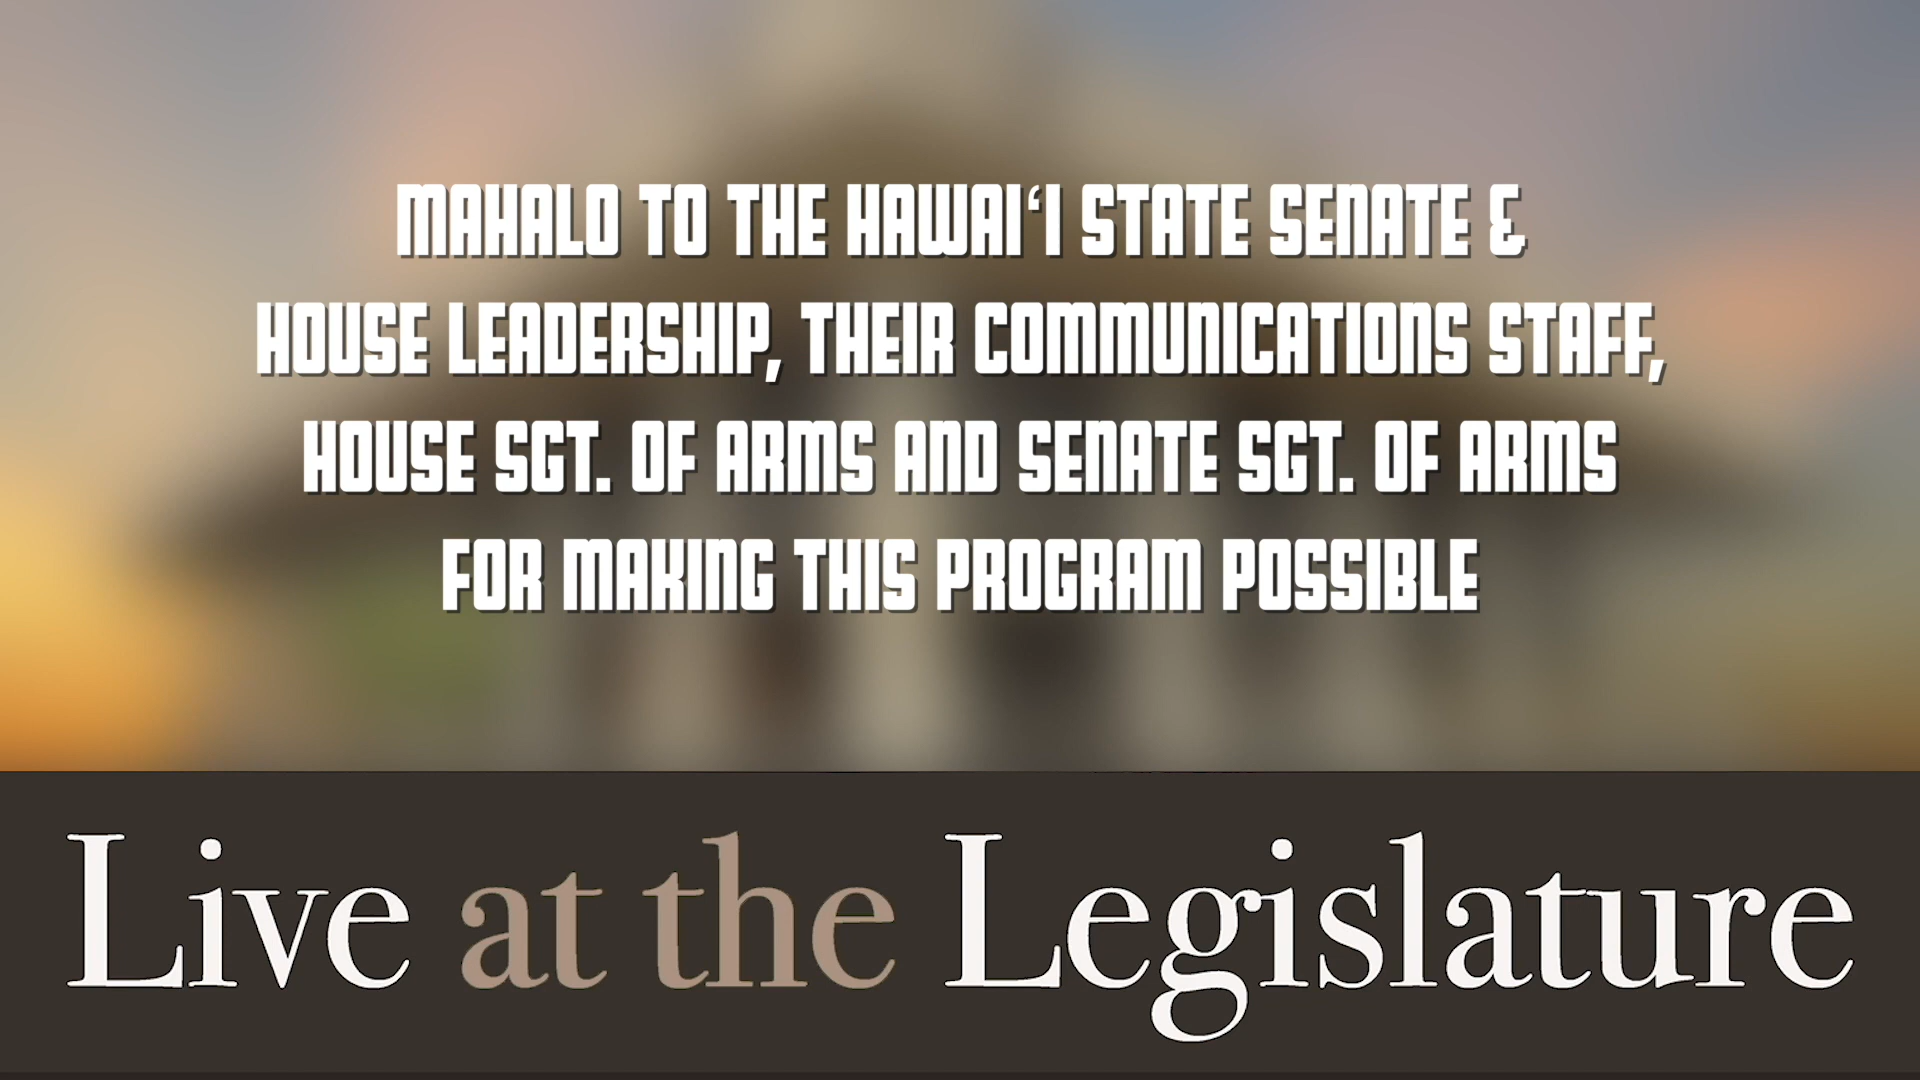 MAHALO TO THE HAWAIʻI STATE SENATE &
HOUSE LEADERSHIP, THEIR COMMUNICATIONS STAFF,
HOUSE SGT. OF ARMS AND SENATE SGT. OF ARMS
FOR MAKING THIS PROGRAM POSSIBLE
Live at the Legislature